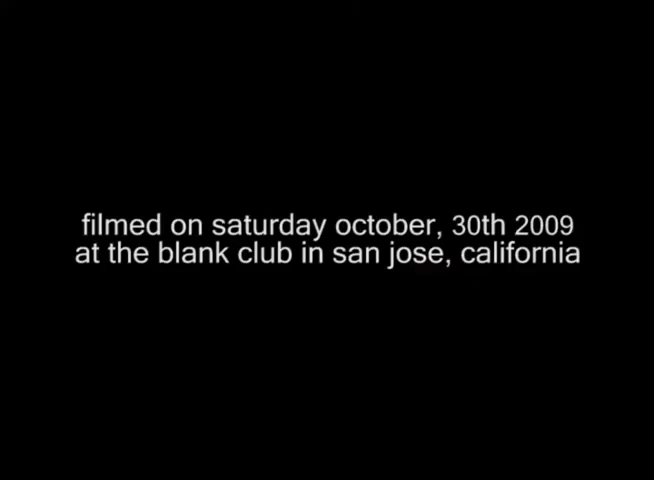 filmed on saturday october, 30th 2009
at the blank club in san jose, california